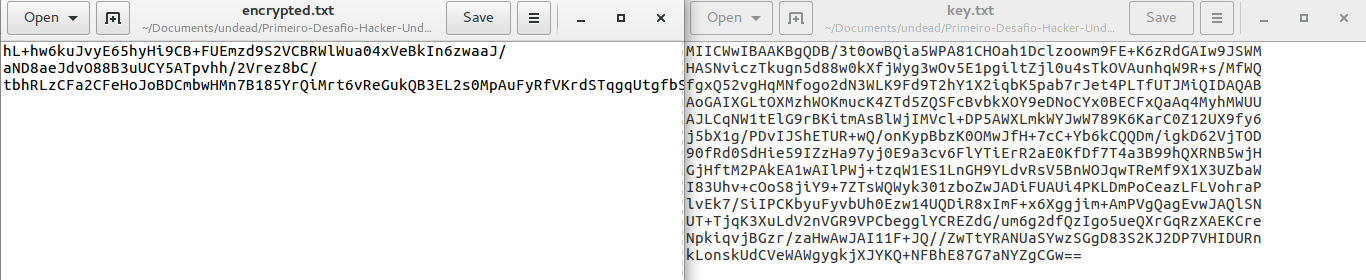 Open
encrypted.txt
~/Documents/undead/Primeiro-Desafio-Hacker-Und…
Save
hL+hw6kuJvyE65hyHi9CB+FUEmzd9S2VCBRWlWua04xVeBkIn6zwaaJ/
aND8aeJdvO88B3uUCY5ATpvhh/2Vrez8bC/
tbhRLzCFa2CFeHoJoBDCmbwHMn7B185YrQiMrt6vReGukQB3EL2s0MpAuFyRfVKrdSTqgqUtgfbS
Open
key.txt
~/Documents/undead/Primeiro-Desafio-Hacker-Und…
Save
MIICWwIBAAKBgQDB/3t0owBQia5WPA81CHOah1Dclzoowm9FE+K6zRdGAIw9JSWM
HASNviczTkugn5d88w0kXfjWyg3wOv5E1pgiltZjl0u4sTkOVAunhqW9R+s/MfWQ
fgxQ52vgHqMNfogo2dN3WLK9Fd9T2hY1X2iqbK5pab7rJet4PLTfUTJMiQIDAQAB
AoGAIXGLtOXMzhWOKmucK4ZTd5ZQSFcBvbkXOY9eDNoCYx0BECFxQaAq4MyhMWUU
AJLCqNW1tElG9rBKitmAsBlWjIMVcl+DP5AWXLmkWYJwW789K6KarC0Z12UX9fy6
j5bX1g/PDvIJShETUR+wQ/onKypBbzK0OMwJfH+7cC+Yb6kCQQDm/igkD62VjTOD
90fRd0SdHie59IZzHa97yj0E9a3cv6FlYTiErR2aE0KfDf7T4a3B99hQXRNB5wjH
GjHftM2PAkEA1wAIlPWj+tzqW1ES1LnGH9YLdvRsV5BnWOJqwTReMf9X1X3UZbaW
I83Uhv+cOoS8jiY9+7ZTsWQWyk301zboZwJADiFUAUi4PKLDmPoCeazLFLVohraP
lvEk7/SiIPCKbyuFyvbUh0Ezw14UQDiR8xImF+x6Xggjim+AmPVgQagEvwJAQlSN
UT+TjqK3XuLdV2nVGR9VPCbegglYCREZdG/um6g2dfQzIgo5ueQXrGqRzXAEKCre
NpkiqvjBGzr/zaHwAwJAI11F+JQ//ZwTtYRANUaSYwzSGgD83S2KJ2DP7VHIDURn
kLonskUdCVeWAWgygkjXJYKQ+NFBhE87G7aNYZgCGw==